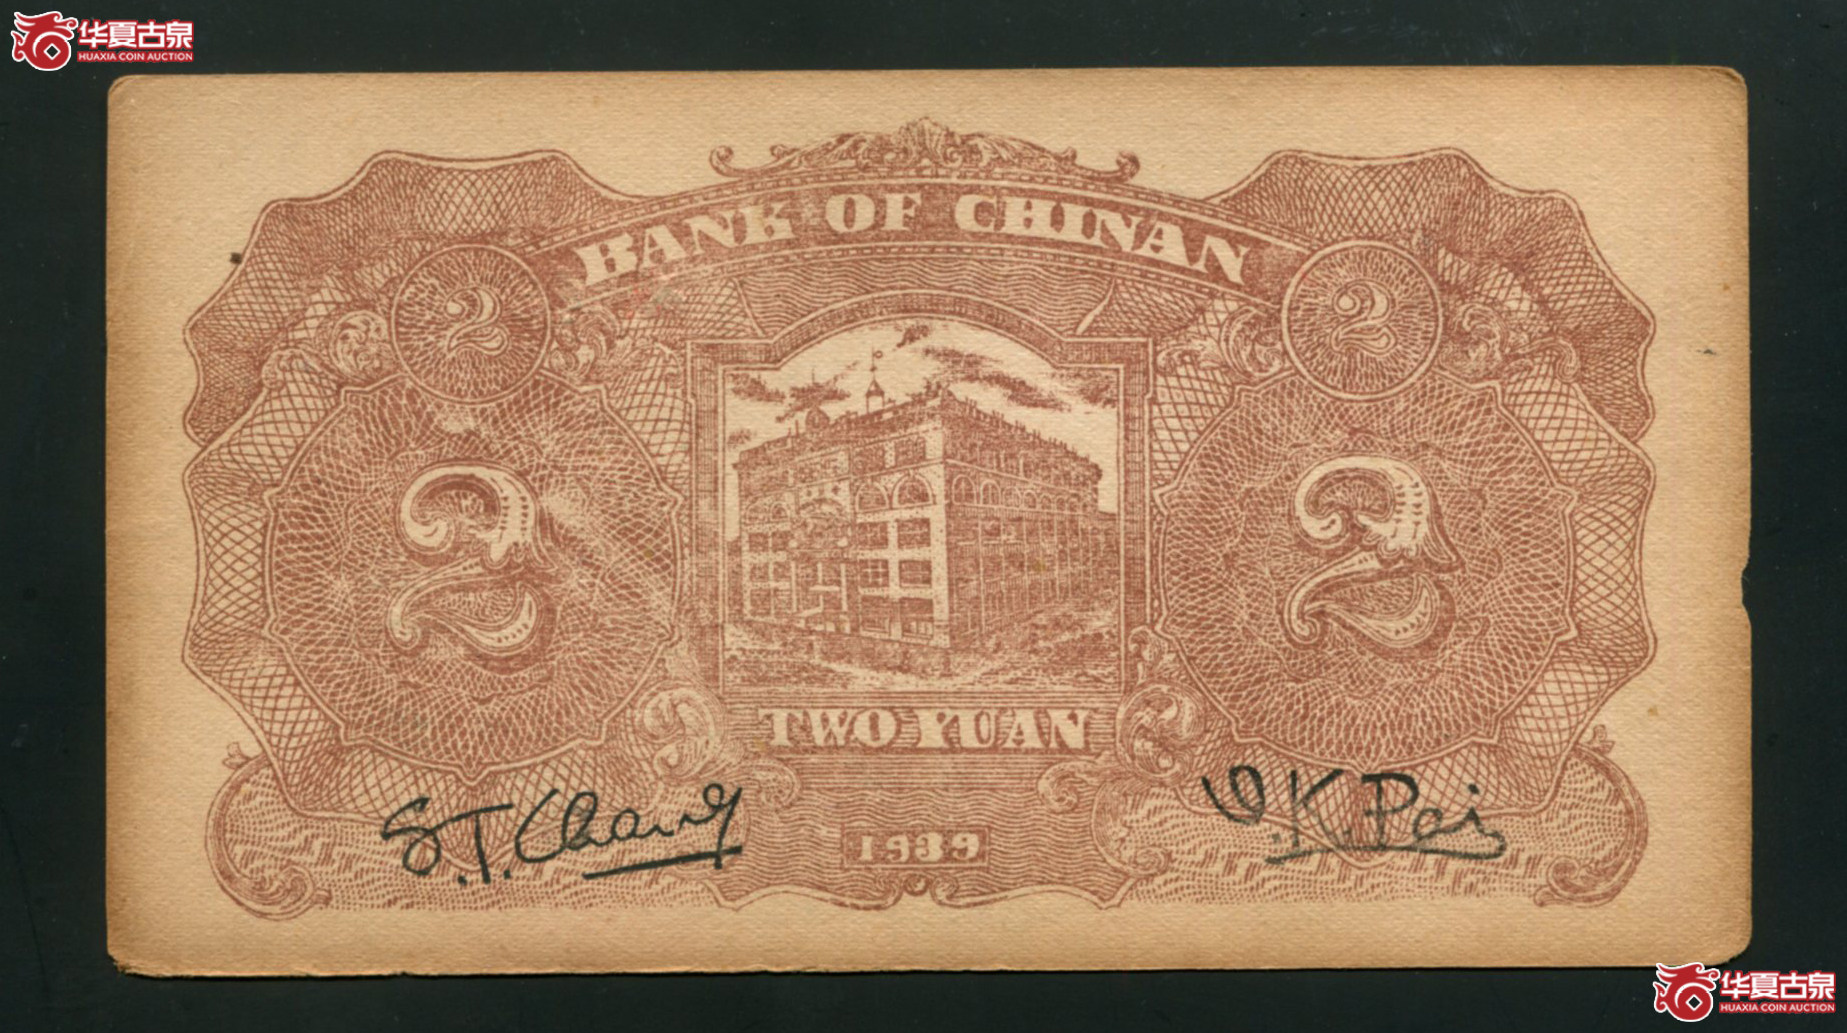 华夏古泉
HUAXIA COIN AUCTION
BANK OF CHINAN
2
2
2
2
TWO YUAN
S.T. Chang
K. Pai
1939
华夏古泉
HUAXIA COIN AUCTION